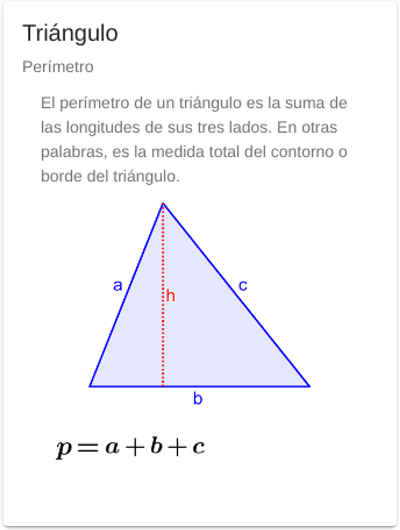 Triángulo
Perímetro
El perímetro de un triángulo es la suma de
las longitudes de sus tres lados. En otras
palabras, es la medida total del contorno o
borde del triángulo.
a
c
h
b
p = a + b + c